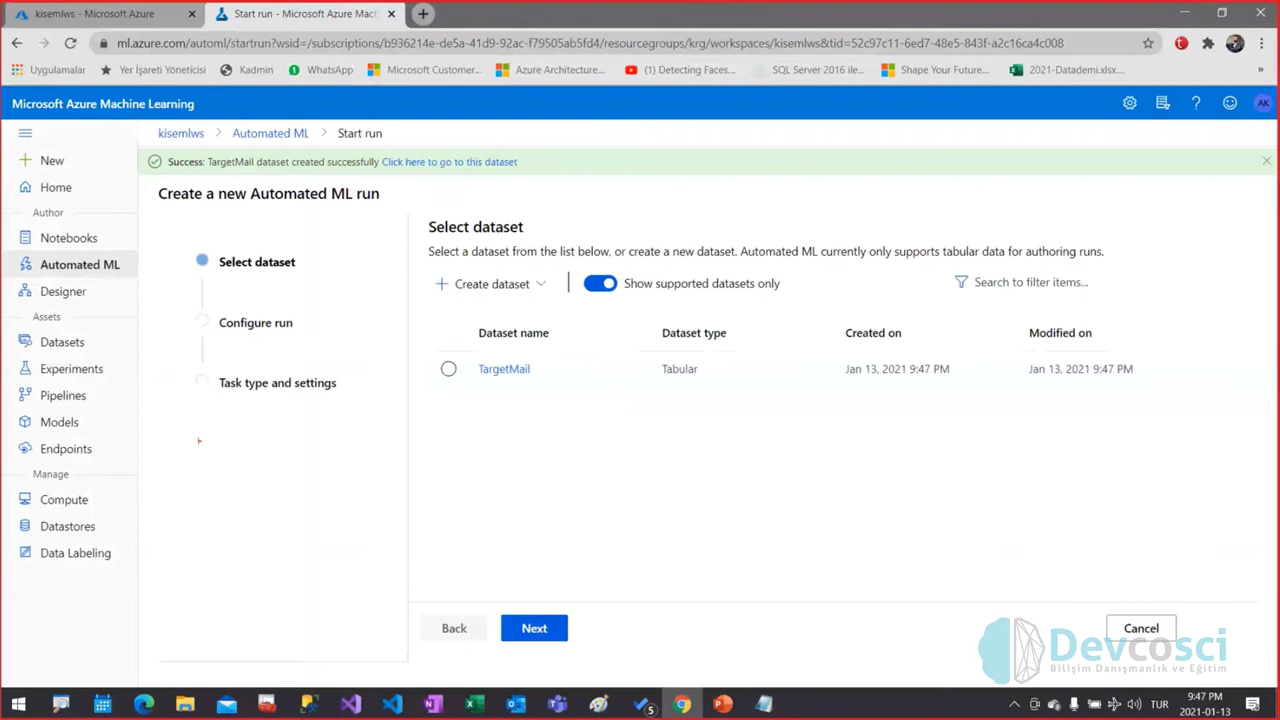 kisemlws - Microsoft Azure
Start run - Microsoft Azure Mach
ml.azure.com/automl/startrun?wsid=/subscriptions/b936214e-de5a-41d9-92ac-f79505ab5fd4/resourcegroups/krg/workspaces/kisemlws&tid=52c97c11-6ed7-48e5-843f-a2c16ca4c008
Uygulamalar
Yer İşareti Yöneticisi
Kadmin
WhatsApp
Microsoft Customer...
Azure Architecture...
(1) Detecting Faces...
SQL Server 2016 ile...
Shape Your Future...
2021-Datademi.xlsx...
»
Microsoft Azure Machine Learning
AK
kisemlws > Automated ML > Start run
New
Home
Author
Notebooks
Automated ML
Designer
Assets
Datasets
Experiments
Pipelines
Models
Endpoints
Manage
Compute
Datastores
Data Labeling
Success: TargetMail dataset created successfully Click here to go to this dataset
Create a new Automated ML run
Select dataset
Configure run
Task type and settings
Select dataset
Select a dataset from the list below, or create a new dataset. Automated ML currently only supports tabular data for authoring runs.
+ Create dataset
Show supported datasets only
Search to filter items...
Dataset name Dataset type Created on Modified on
TargetMail Tabular Jan 13, 2021 9:47 PM Jan 13, 2021 9:47 PM
Back
Next
Cancel
Devcosci
Bilişim Danışmanlık ve Eğitim
5
TUR
9:47 PM
2021-01-13